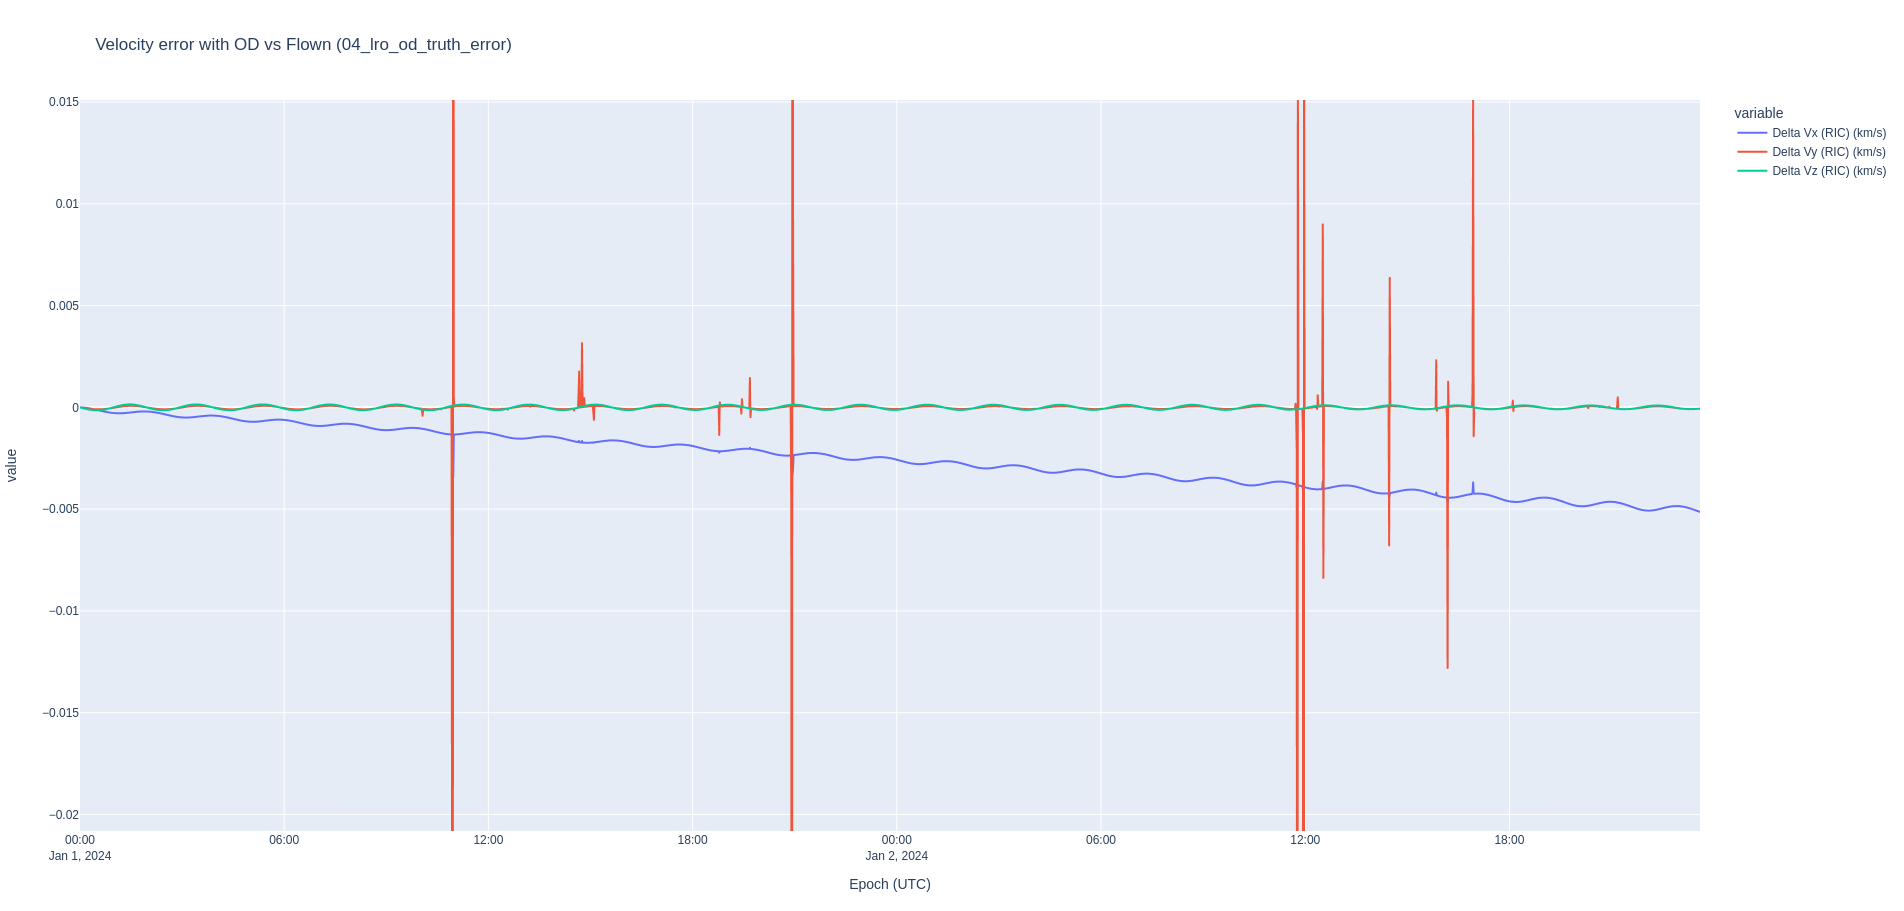 Velocity error with OD vs Flown (04_lro_od_truth_error)
variable
Delta Vx (RIC) (km/s)
Delta Vy (RIC) (km/s)
Delta Vz (RIC) (km/s)
value
0.015
0.01
0.005
0
−0.005
−0.01
−0.015
−0.02
00:00 06:00 12:00 18:00 00:00 06:00 12:00 18:00
Jan 1, 2024 Jan 2, 2024
Epoch (UTC)